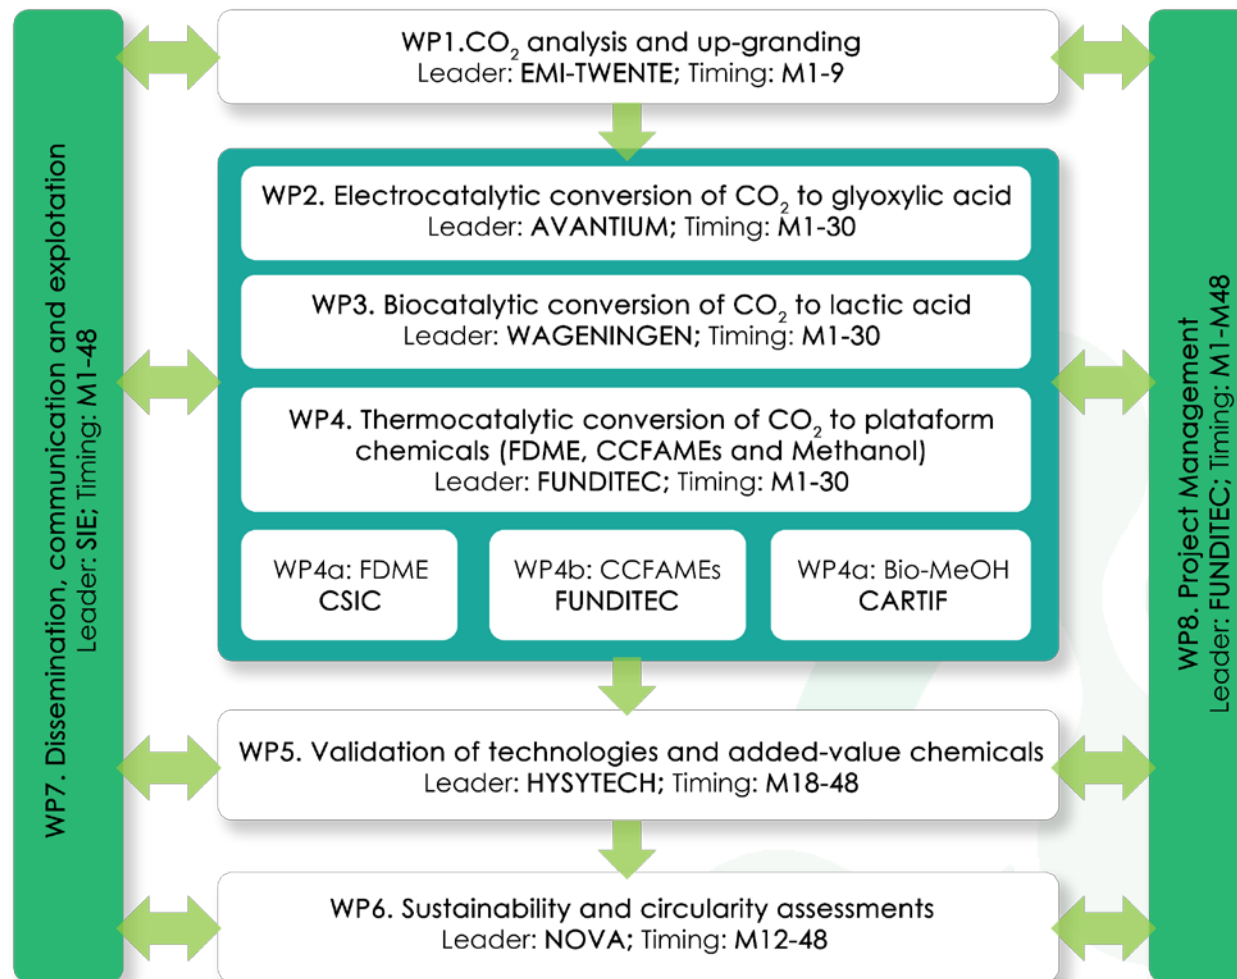 WP1.CO₂ analysis and up-granding
Leader: EMI-TWENTE; Timing: M1-9
WP2. Electrocatalytic conversion of CO₂ to glyoxylic acid
Leader: AVANTIUM; Timing: M1-30
WP3. Biocatalytic conversion of CO₂ to lactic acid
Leader: WAGENINGEN; Timing: M1-30
WP4. Thermocatalytic conversion of CO₂ to plataform
chemicals (FDME, CCFAMEs and Methanol)
Leader: FUNDITEC; Timing: M1-30
WP4a: FDME
CSIC
WP4b: CCFAMEs
FUNDITEC
WP4a: Bio-MeOH
CARTIF
WP5. Validation of technologies and added-value chemicals
Leader: HYSYTECH; Timing: M18-48
WP6. Sustainability and circularity assessments
Leader: NOVA; Timing: M12-48
WP7. Dissemination, communication and explotation
Leader: SIE; Timing: M1-48
WP8. Project Management
Leader: FUNDITEC; Timing: M1-M48